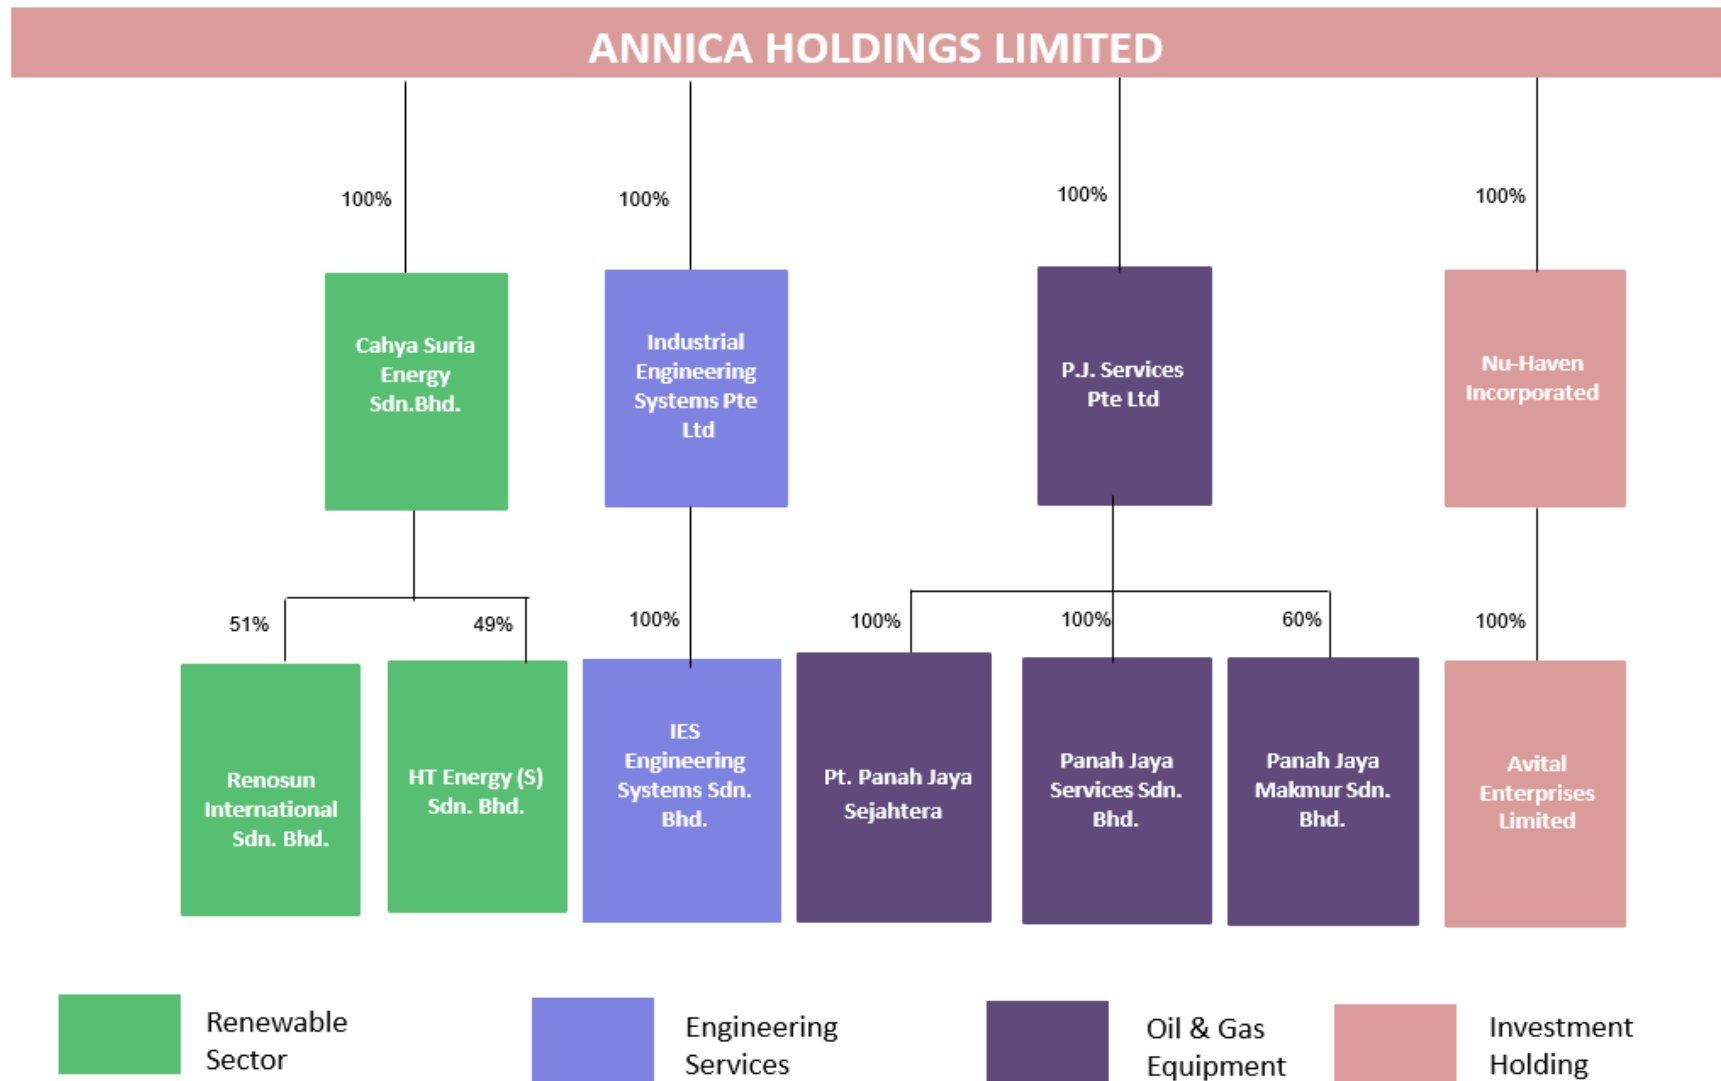 ANNICA HOLDINGS LIMITED
100%
100%
100%
100%
Cahya Suria
Energy
Sdn.Bhd.
Industrial
Engineering
Systems Pte
Ltd
P.J. Services
Pte Ltd
Nu-Haven
Incorporated
51%
49%
100%
100%
100%
60%
100%
Renosun
International
Sdn. Bhd.
HT Energy (S)
Sdn. Bhd.
IES
Engineering
Systems Sdn.
Bhd.
Pt. Panah Jaya
Sejahtera
Panah Jaya
Services Sdn.
Bhd.
Panah Jaya
Makmur Sdn.
Bhd.
Avital
Enterprises
Limited
Renewable
Sector
Engineering
Services
Oil & Gas
Equipment
Investment
Holding